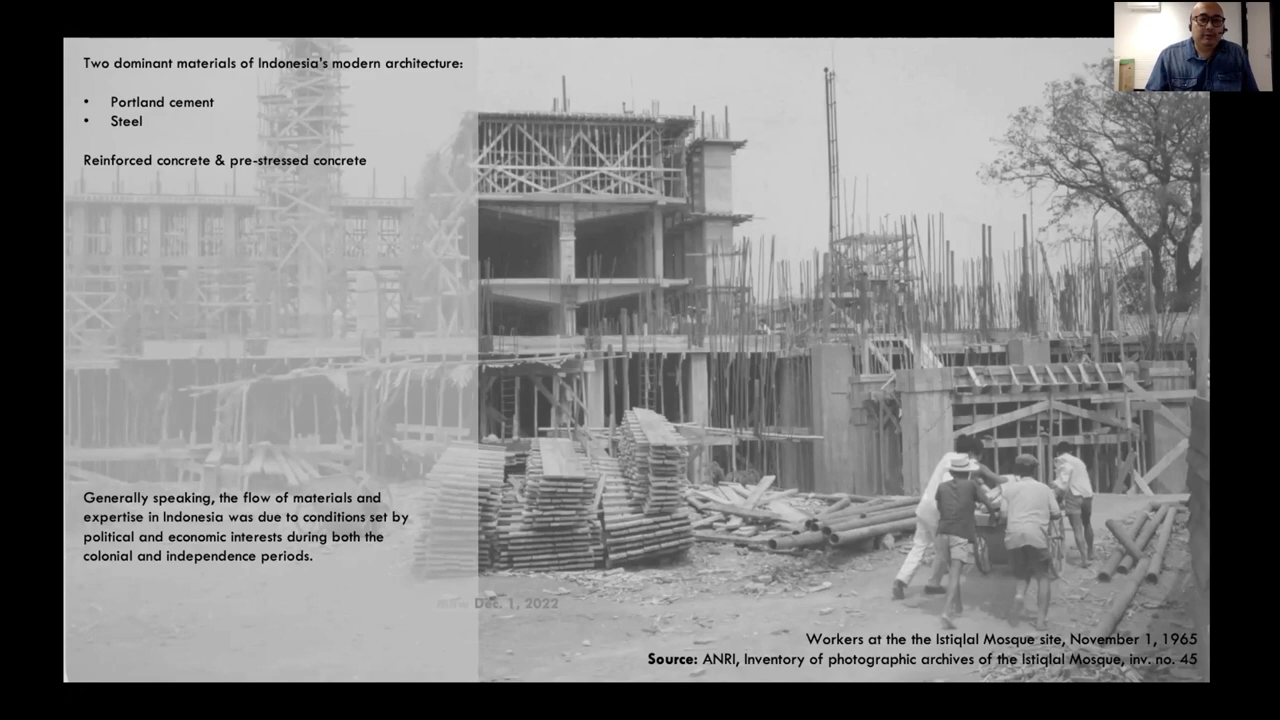 Two dominant materials of Indonesia's modern architecture:
• Portland cement
• Steel
Reinforced concrete & pre-stressed concrete
Generally speaking, the flow of materials and
expertise in Indonesia was due to conditions set by
political and economic interests during both the
colonial and independence periods.
Dec. 1, 2022
Workers at the the Istiqlal Mosque site, November 1, 1965
Source: ANRI, Inventory of photographic archives of the Istiqlal Mosque, inv. no. 45